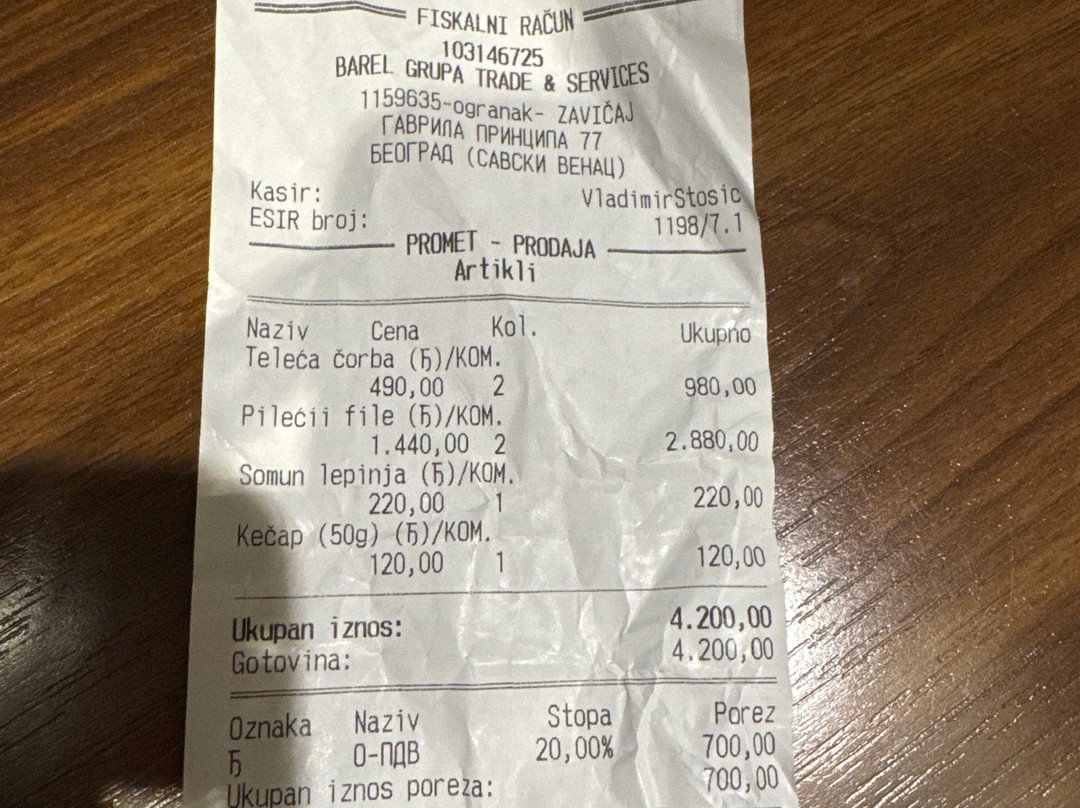 FISKALNI RAČUN
103146725
BAREL GRUPA TRADE & SERVICES
1159635-ogranak- ZAVIČAJ
ГАВРИЛА ПРИНЦИПА 77
БЕОГРАД (САВСКИ ВЕНАЦ)
Kasir: VladimirStosic
ESIR broj: 1198/7.1
PROMET - PRODAJA
Artikli
Naziv Cena Kol. Ukupno
Teleća čorba (Ђ)/KOM.
490,00 2 980,00
Pilećii file (Ђ)/KOM.
1.440,00 2 2.880,00
Somun lepinja (Ђ)/KOM.
220,00 1 220,00
Kečap (50g) (Ђ)/KOM.
120,00 1 120,00
Ukupan iznos: 4.200,00
Gotovina: 4.200,00
Oznaka Naziv Stopa Porez
Ђ О-ПДВ 20,00% 700,00
Ukupan iznos poreza: 700,00